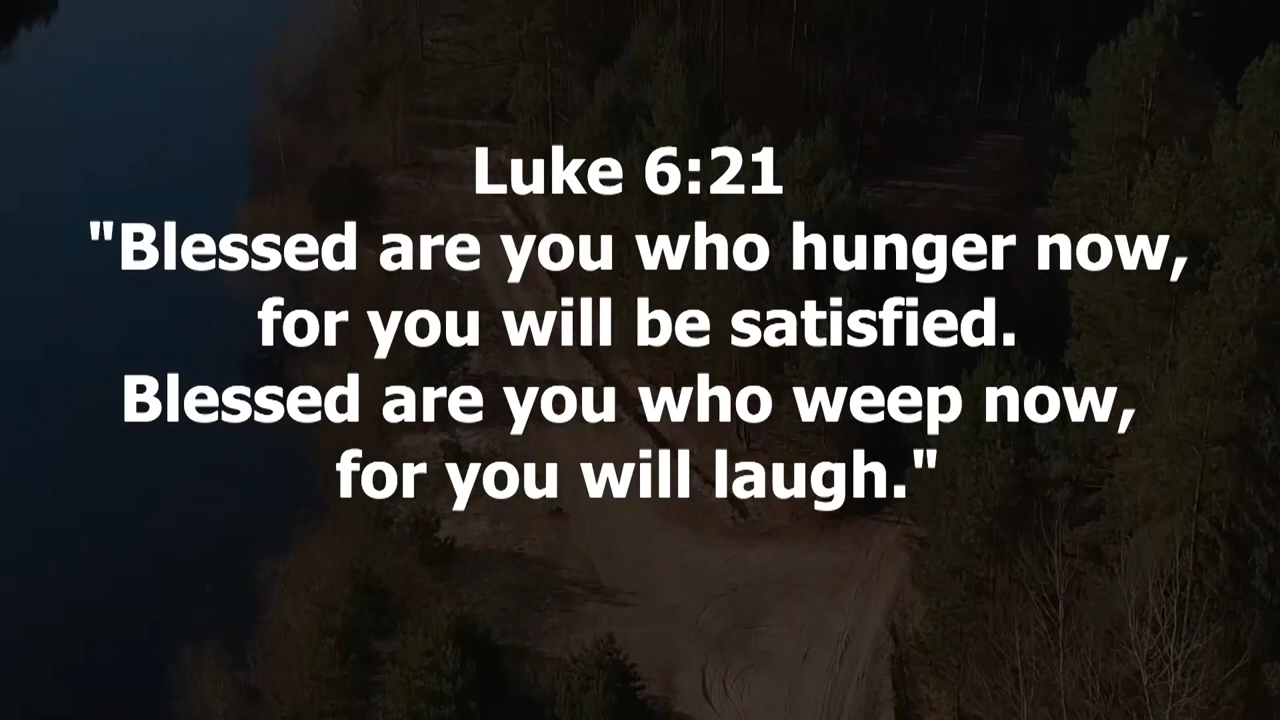 Luke 6:21
"Blessed are you who hunger now,
for you will be satisfied.
Blessed are you who weep now,
for you will laugh."